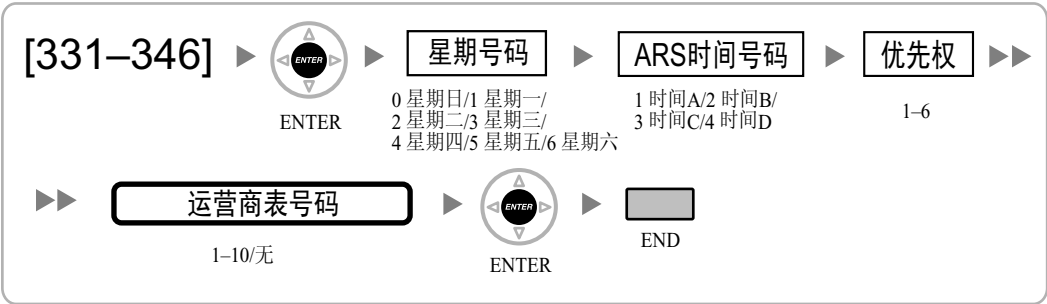 [331–346] ENTER 星期号码 ARS时间号码 优先权
ENTER
0 星期日/1 星期一/
2 星期二/3 星期三/
4 星期四/5 星期五/6 星期六
1 时间A/2 时间B/
3 时间C/4 时间D
1–6
运营商表号码 ENTER
1–10/无
ENTER
END